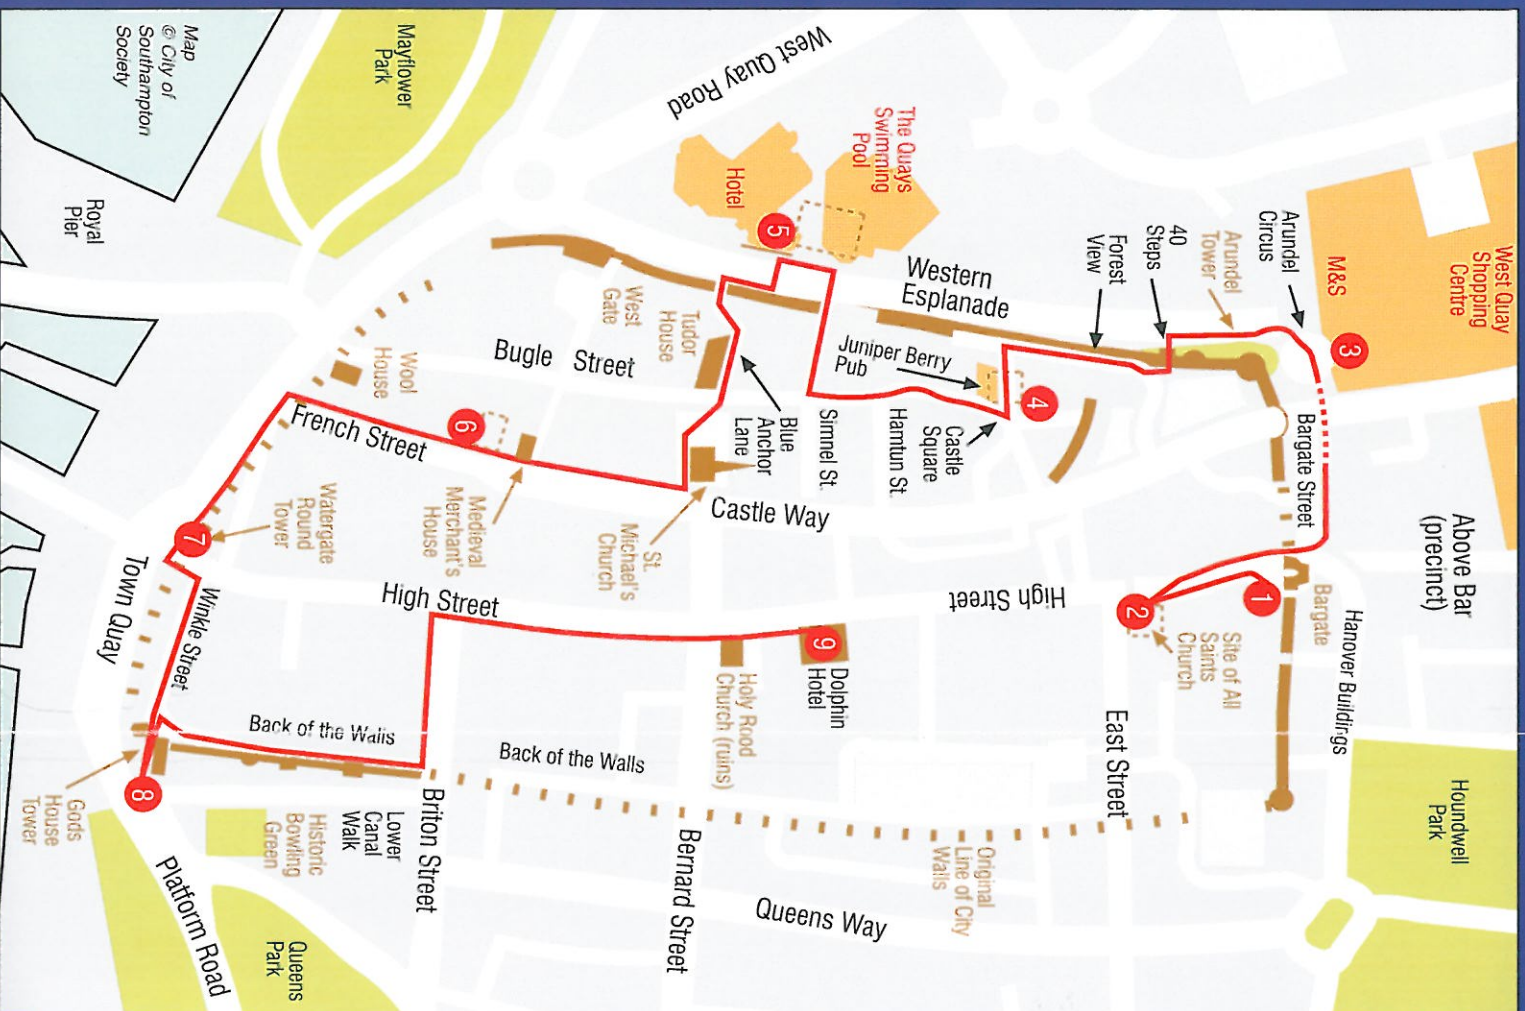 Map
© City of
Southampton
Society
Mayflower
Park
Royal
Pier
West Quay Road
The Quays
Swimming
Pool
Hotel
5
Western
Esplanade
Forest
View
40
Steps
Arundel
Tower
Arundel
Circus
M&S
West Quay
Shopping
Centre
3
Juniper Berry
Pub
4
Castle
Square
Hamtun St.
Simnel St.
Blue
Anchor
Lane
Tudor
House
West
Gate
Bugle Street
Wool
House
6
French Street
Medieval
Merchant's
House
St.
Michael's
Church
Castle Way
Bargate Street
Above Bar
(precinct)
Bargate
Hanover Buildings
1
2
Site of All
Saints
Church
High Street
High Street
Watergate
Round
Tower
7
Town Quay
Winkle Street
9
Dolphin
Hotel
Holy Rood
Church (ruins)
East Street
Houndwell
Park
Back of the Walls
Back of the Walls
8
Gods
House
Tower
Historic
Bowling
Green
Lower
Canal
Walk
Briton Street
Bernard Street
Original
Line of City
Walls
Queens Way
Platform Road
Queens
Park